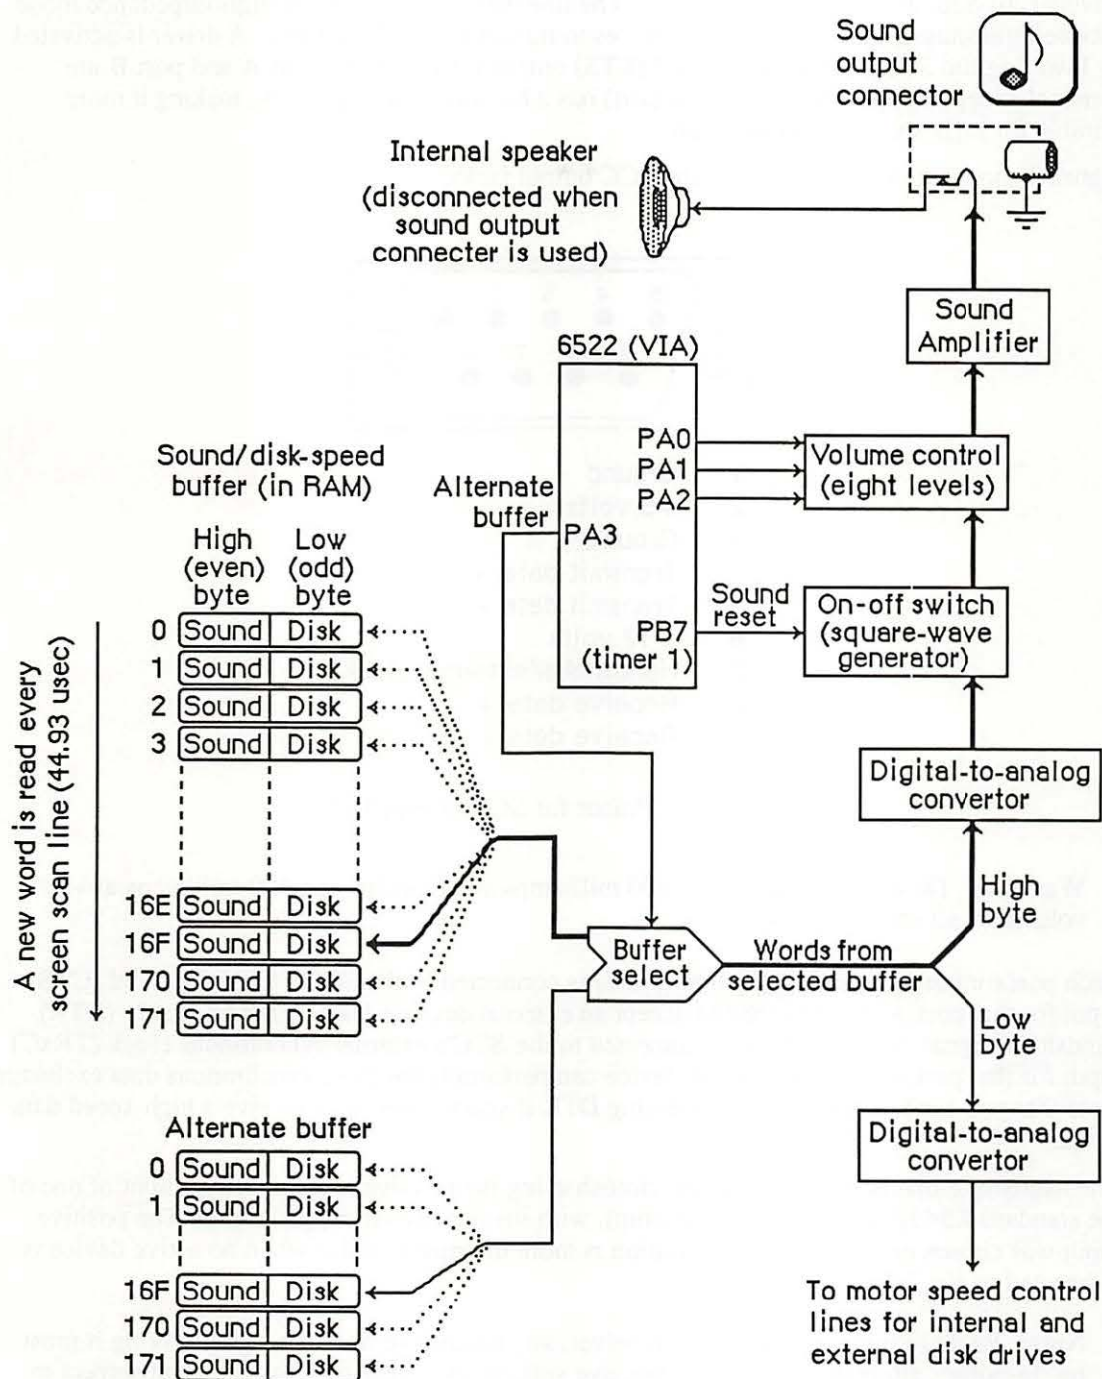 Sound
output
connector
Internal speaker
(disconnected when
sound output
connecter is used)
Sound
Amplifier
6522 (VIA)
PA0
PA1
PA2
Volume control
(eight levels)
Alternate
buffer
PA3
Sound
reset
PB7
(timer 1)
On-off switch
(square-wave
generator)
Sound/disk-speed
buffer (in RAM)
High
(even)
byte
Low
(odd)
byte
A new word is read every
screen scan line (44.93 usec)
0 Sound Disk
1 Sound Disk
2 Sound Disk
3 Sound Disk
16E Sound Disk
16F Sound Disk
170 Sound Disk
171 Sound Disk
Digital-to-analog
convertor
High
byte
Buffer
select
Words from
selected buffer
Low
byte
Alternate buffer
0 Sound Disk
1 Sound Disk
16F Sound Disk
170 Sound Disk
171 Sound Disk
Digital-to-analog
convertor
To motor speed control
lines for internal and
external disk drives